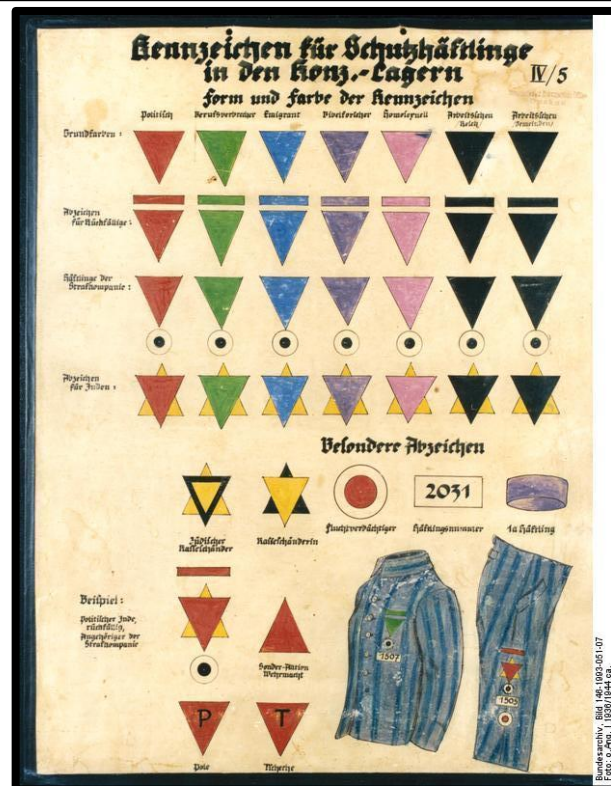 Kennzeichen für Schutzhäftlinge
in den Konz.-Lagern
IV/5
Form und Farbe der Kennzeichen
Politisch Berufsverbrecher Emigrant Bibelforscher Homosexuell Arbeitsscheu Arbeitsscheu
Grundfarben:
Abzeichen
für Rückfällige:
Häftlinge der
Strafkompanie:
Abzeichen
für Juden:
Besondere Abzeichen
2031
Jüdischer
Rasseschänder
Rasseschänderin
Fluchtverdächtiger
Häftlingsnummer
1a Häftling
Beispiel:
Politischer Jude,
rückfällig,
Angehöriger der
Strafkompanie
Sonder-Aktion
Wehrmacht
1507
1505
P
T
Pole
Tscheche
Bundesarchiv, Bild 146-1993-051-07
Foto: o.Ang. | 1936/1944 ca.